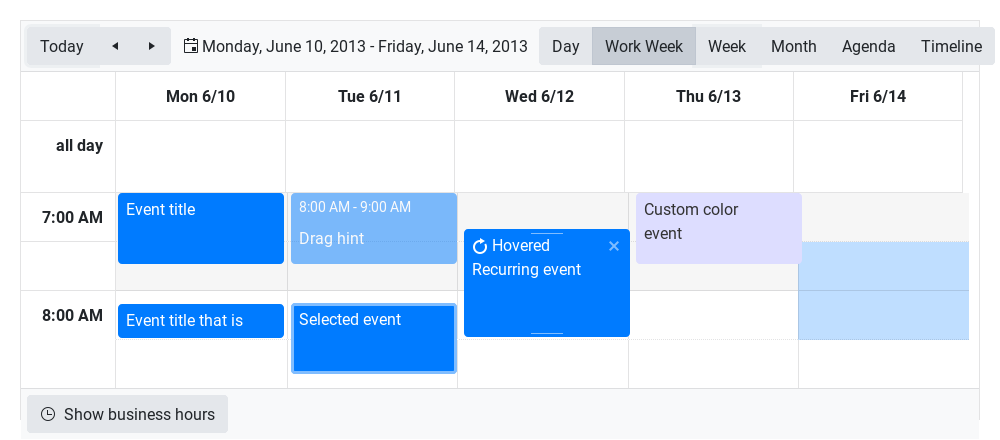 Today
Monday, June 10, 2013 - Friday, June 14, 2013
Day Work Week Week Month Agenda Timeline
Mon 6/10 Tue 6/11 Wed 6/12 Thu 6/13 Fri 6/14
all day
7:00 AM
Event title
8:00 AM - 9:00 AM
Drag hint
Hovered
Recurring event
Custom color
event
8:00 AM
Event title that is
Selected event
Show business hours